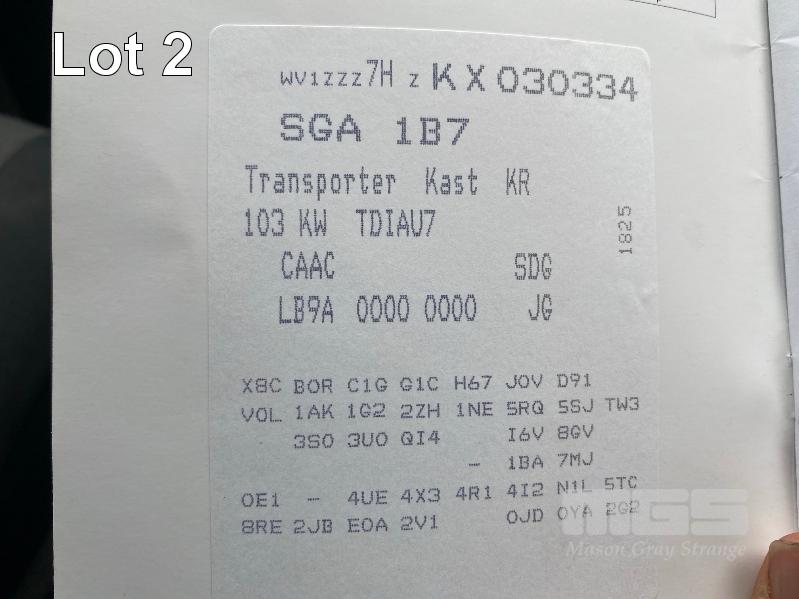 Lot 2
WV1ZZZ7H Z KX030334
SGA 1B7
Transporter Kast KR
103 KW TDIAU7
1825
CAAC SDG
LB9A 0000 0000 JG
X8C B0R C1G G1C H67 J0V D91
V0L 1AK 1G2 2ZH 1NE 5RQ 5SJ TW3
3S0 3U0 QI4 I6V 8GV
- 1BA 7MJ
0E1 - 4UE 4X3 4R1 4I2 N1L 5TC
8RE 2JB E0A 2V1 0JD 0YA 2G2
MGS
Mason Gray Strange